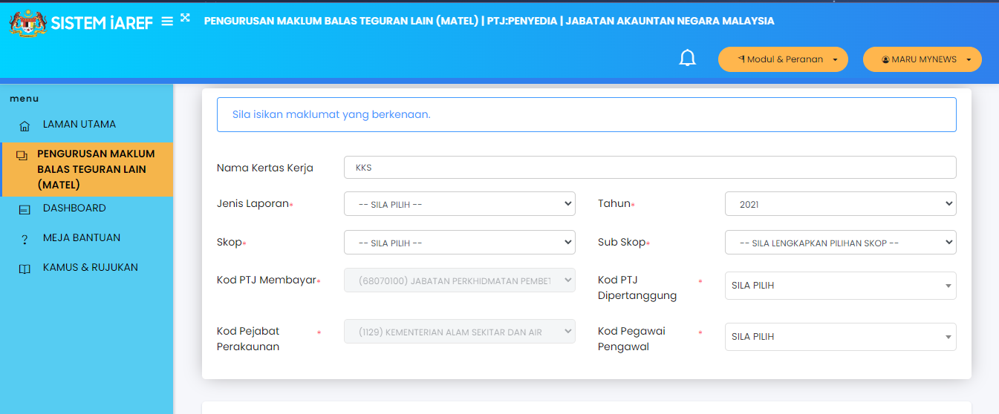 SISTEM iAREF
PENGURUSAN MAKLUM BALAS TEGURAN LAIN (MATEL) | PTJ:PENYEDIA | JABATAN AKAUNTAN NEGARA MALAYSIA
Modul & Peranan
MARU MYNEWS
menu
LAMAN UTAMA
PENGURUSAN MAKLUM
BALAS TEGURAN LAIN
(MATEL)
DASHBOARD
MEJA BANTUAN
KAMUS & RUJUKAN
Sila isikan maklumat yang berkenaan.
Nama Kertas Kerja
KKS
Jenis Laporan*
-- SILA PILIH --
Tahun*
2021
Skop*
-- SILA PILIH --
Sub Skop*
-- SILA LENGKAPKAN PILIHAN SKOP --
Kod PTJ Membayar*
(68070100) JABATAN PERKHIDMATAN PEMBET
Kod PTJ *
Dipertanggung
SILA PILIH
Kod Pejabat *
Perakaunan
(1129) KEMENTERIAN ALAM SEKITAR DAN AIR
Kod Pegawai *
Pengawal
SILA PILIH